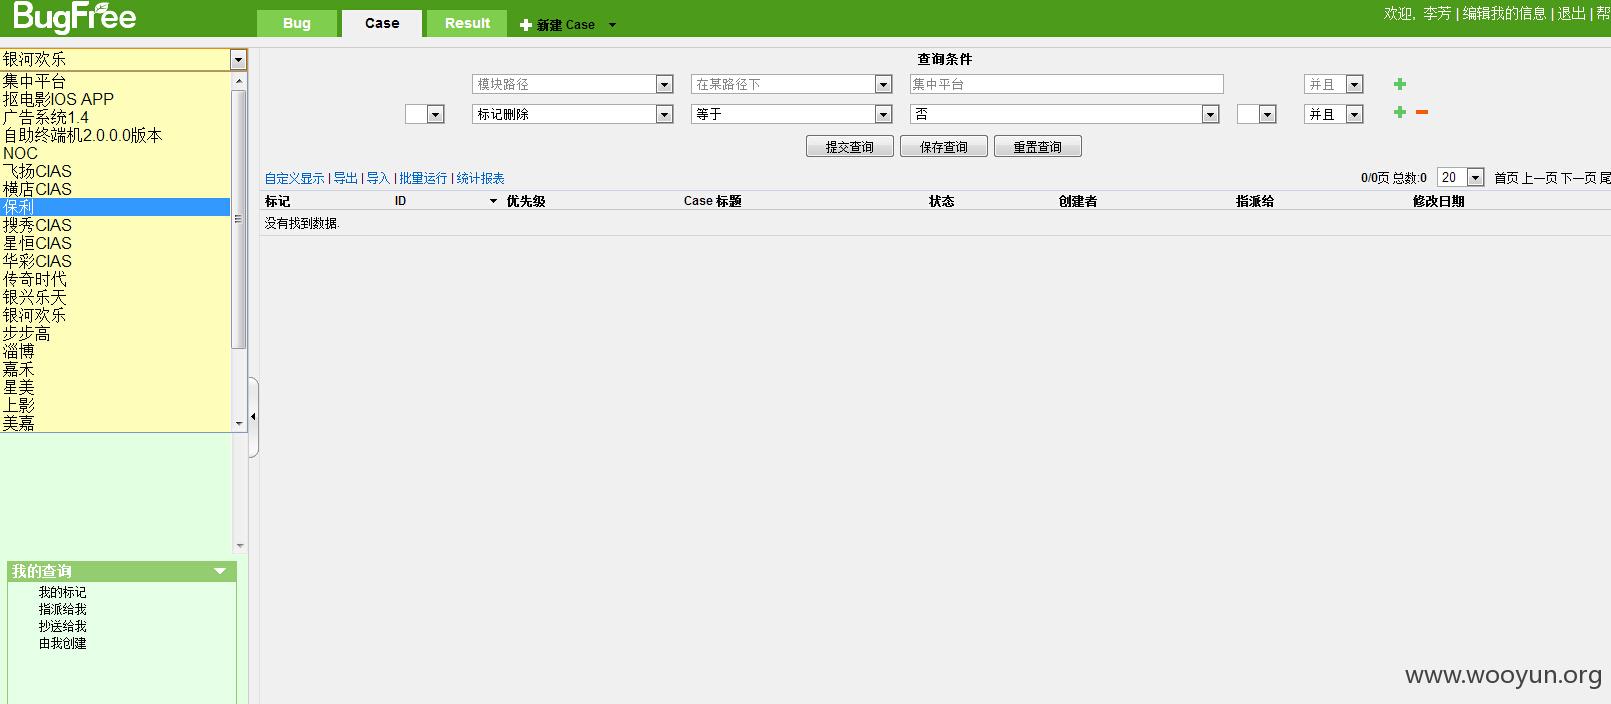 BugFree
Bug
Case
Result
新建 Case
欢迎, 李芳 | 编辑我的信息 | 退出 | 帮
银河欢乐
集中平台
抠电影IOS APP
广告系统1.4
自助终端机2.0.0.0版本
NOC
飞扬CIAS
横店CIAS
保利
搜秀CIAS
星恒CIAS
华彩CIAS
传奇时代
银兴乐天
银河欢乐
步步高
淄博
嘉禾
星美
上影
美嘉
查询条件
模块路径 在某路径下 集中平台 并且
标记删除 等于 否 并且
提交查询 保存查询 重置查询
自定义显示 | 导出 | 导入 | 批量运行 | 统计报表
0/0页 总数:0 20 首页 上一页 下一页 尾
标记 ID 优先级 Case 标题 状态 创建者 指派给 修改日期
没有找到数据.
我的查询
我的标记
指派给我
抄送给我
由我创建
www.wooyun.org